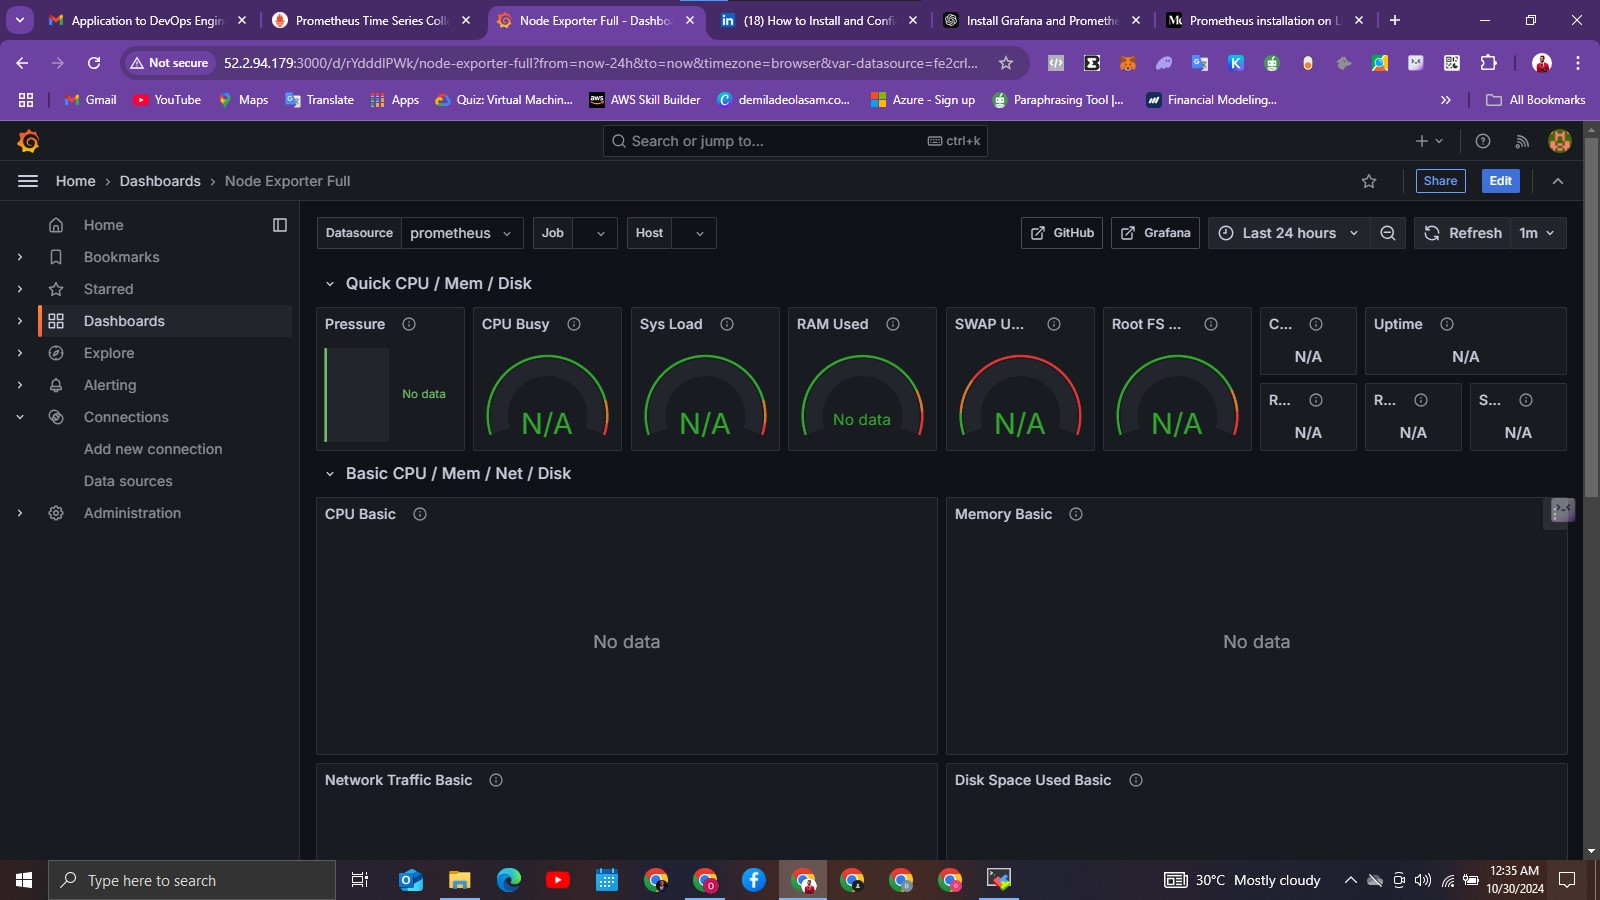 Application to DevOps Engin
Prometheus Time Series Coll
Node Exporter Full - Dashbo
(18) How to Install and Confi
Install Grafana and Promethe
Prometheus installation on Li
Not secure
52.2.94.179:3000/d/rYdddlPWk/node-exporter-full?from=now-24h&to=now&timezone=browser&var-datasource=fe2crl...
Gmail
YouTube
Maps
Translate
Apps
Quiz: Virtual Machin...
AWS Skill Builder
demiladeolasam.co...
Azure - Sign up
Paraphrasing Tool |...
Financial Modeling...
All Bookmarks
Search or jump to...
ctrl+k
Home › Dashboards › Node Exporter Full
Share
Edit
Home
Bookmarks
Starred
Dashboards
Explore
Alerting
Connections
Add new connection
Data sources
Administration
Datasource
prometheus
Job
Host
GitHub
Grafana
Last 24 hours
Refresh
1m
Quick CPU / Mem / Disk
Pressure
No data
CPU Busy
N/A
Sys Load
N/A
RAM Used
No data
SWAP U...
N/A
Root FS ...
N/A
C...
N/A
Uptime
N/A
R...
N/A
R...
N/A
S...
N/A
Basic CPU / Mem / Net / Disk
CPU Basic
No data
Memory Basic
No data
Network Traffic Basic
Disk Space Used Basic
Type here to search
30°C Mostly cloudy
12:35 AM
10/30/2024